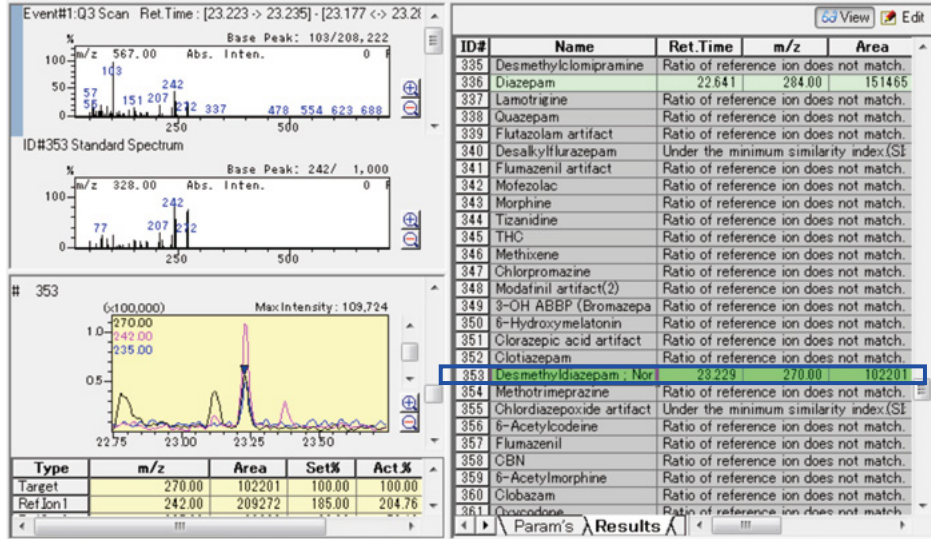 Event#1:Q3 Scan Ret.Time : [23.223 -> 23.235] - [23.177 <-> 23.20
% Base Peak: 103/208,222
m/z 567.00 Abs. Inten. 0
100
103
50
57
151 207 242 272 337 478 554 623 688
0
250 500
ID#353 Standard Spectrum
% Base Peak: 242/ 1,000
m/z 328.00 Abs. Inten. 0
100
242
77 207 272
0
250 500
# 353
(x100,000) Max Intensity : 109,724
270.00
1.0
242.00
235.00
0.5
22.75 23.00 23.25 23.50
Type m/z Area Set% Act.%
Target 270.00 102201 100.00 100.00
Ref.Ion1 242.00 209272 185.00 204.76
View Edit
ID# Name Ret.Time m/z Area
335 Desmethylclomipramine Ratio of reference ion does not match.
336 Diazepam 22.641 284.00 151465
337 Lamotrigine Ratio of reference ion does not match.
338 Quazepam Ratio of reference ion does not match.
339 Flutazolam artifact Ratio of reference ion does not match.
340 Desalkylflurazepam Under the minimum similarity index.(SI
341 Flumazenil artifact Ratio of reference ion does not match.
342 Mofezolac Ratio of reference ion does not match.
343 Morphine Ratio of reference ion does not match.
344 Tizanidine Ratio of reference ion does not match.
345 THC Ratio of reference ion does not match.
346 Methixene Ratio of reference ion does not match.
347 Chlorpromazine Ratio of reference ion does not match.
348 Modafinil artifact(2) Ratio of reference ion does not match.
349 3-OH ABBP (Bromazepa Ratio of reference ion does not match.
350 6-Hydroxymelatonin Ratio of reference ion does not match.
351 Clorazepic acid artifact Ratio of reference ion does not match.
352 Clotiazepam Ratio of reference ion does not match.
353 Desmethyldiazepam ; Nor 23.229 270.00 102201
354 Methotrimeprazine Ratio of reference ion does not match.
355 Chlordiazepoxide artifact Under the minimum similarity index.(SI
356 6-Acetylcodeine Ratio of reference ion does not match.
357 Flumazenil Ratio of reference ion does not match.
358 CBN Ratio of reference ion does not match.
359 6-Acetylmorphine Ratio of reference ion does not match.
360 Clobazam Ratio of reference ion does not match.
361 Oxycodone Ratio of reference ion does not match.
Param's Results